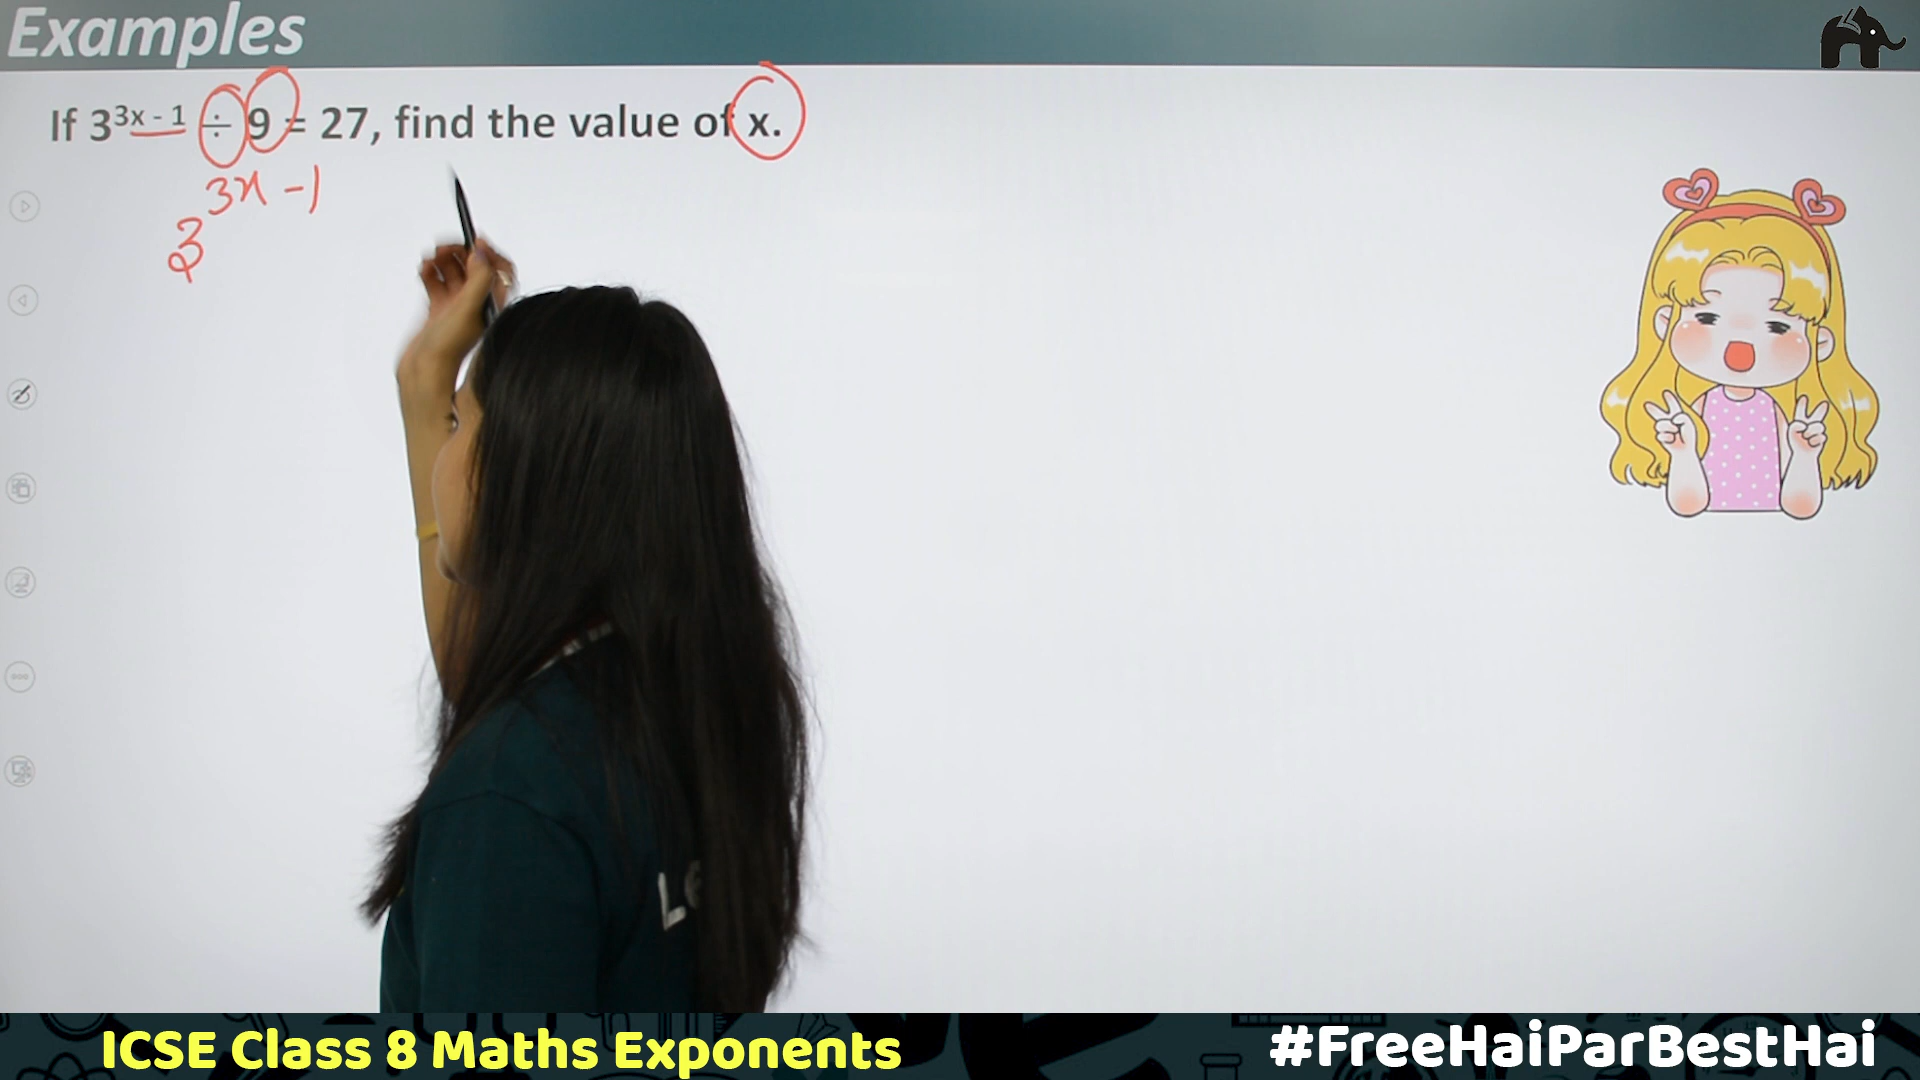 Examples
If 3^{3x - 1} ÷ 9 = 27, find the value of x.
3^{3x - 1}
ICSE Class 8 Maths Exponents
#FreeHaiParBestHai